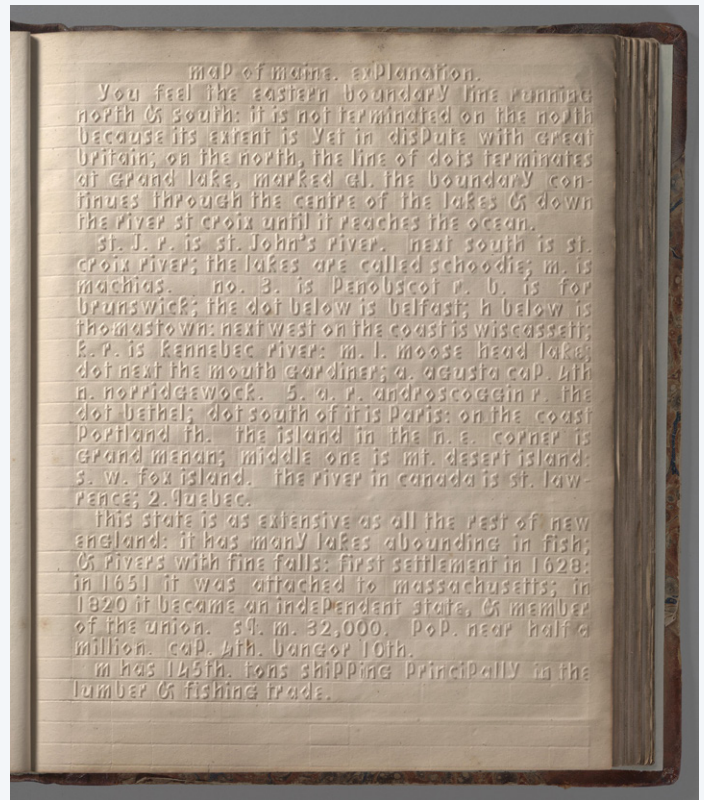 map of maine. explanation.
you feel the eastern boundary line running
north & south: it is not terminated on the north
because its extent is yet in dispute with great
britain; on the north, the line of dots terminates
at grand lake, marked gl. the boundary con-
tinues through the centre of the lakes & down
the river st croix until it reaches the ocean.
st. J. r. is st. John's river. next south is st.
croix river; the lakes are called schoodie; m. is
machias. no. 3. is penobscot r. b. is for
brunswick; the dot below is belfast; h below is
thomastown: next west on the coast is wiscassett;
k. r. is kennebec river: m. l. moose head lake;
dot next the mouth gardiner; a. agusta cap. 4th
n. norridgewock. 5. a. r. androscoggin r. the
dot bethel; dot south of it is paris: on the coast
portland th. the island in the n. e. corner is
grand menan; middle one is mt. desert island:
s. w. fox island. the river in canada is st. law-
rence; 2. quebec.
this state is as extensive as all the rest of new
england: it has many lakes abounding in fish;
& rivers with fine falls: first settlement in 1628:
in 1651 it was attached to massachusetts; in
1820 it became an independent state, & member
of the union. sq. m. 32,000. pop. near half a
million. cap. 4th. bangor 10th.
m has 145th. tons shipping principally in the
lumber & fishing trade.